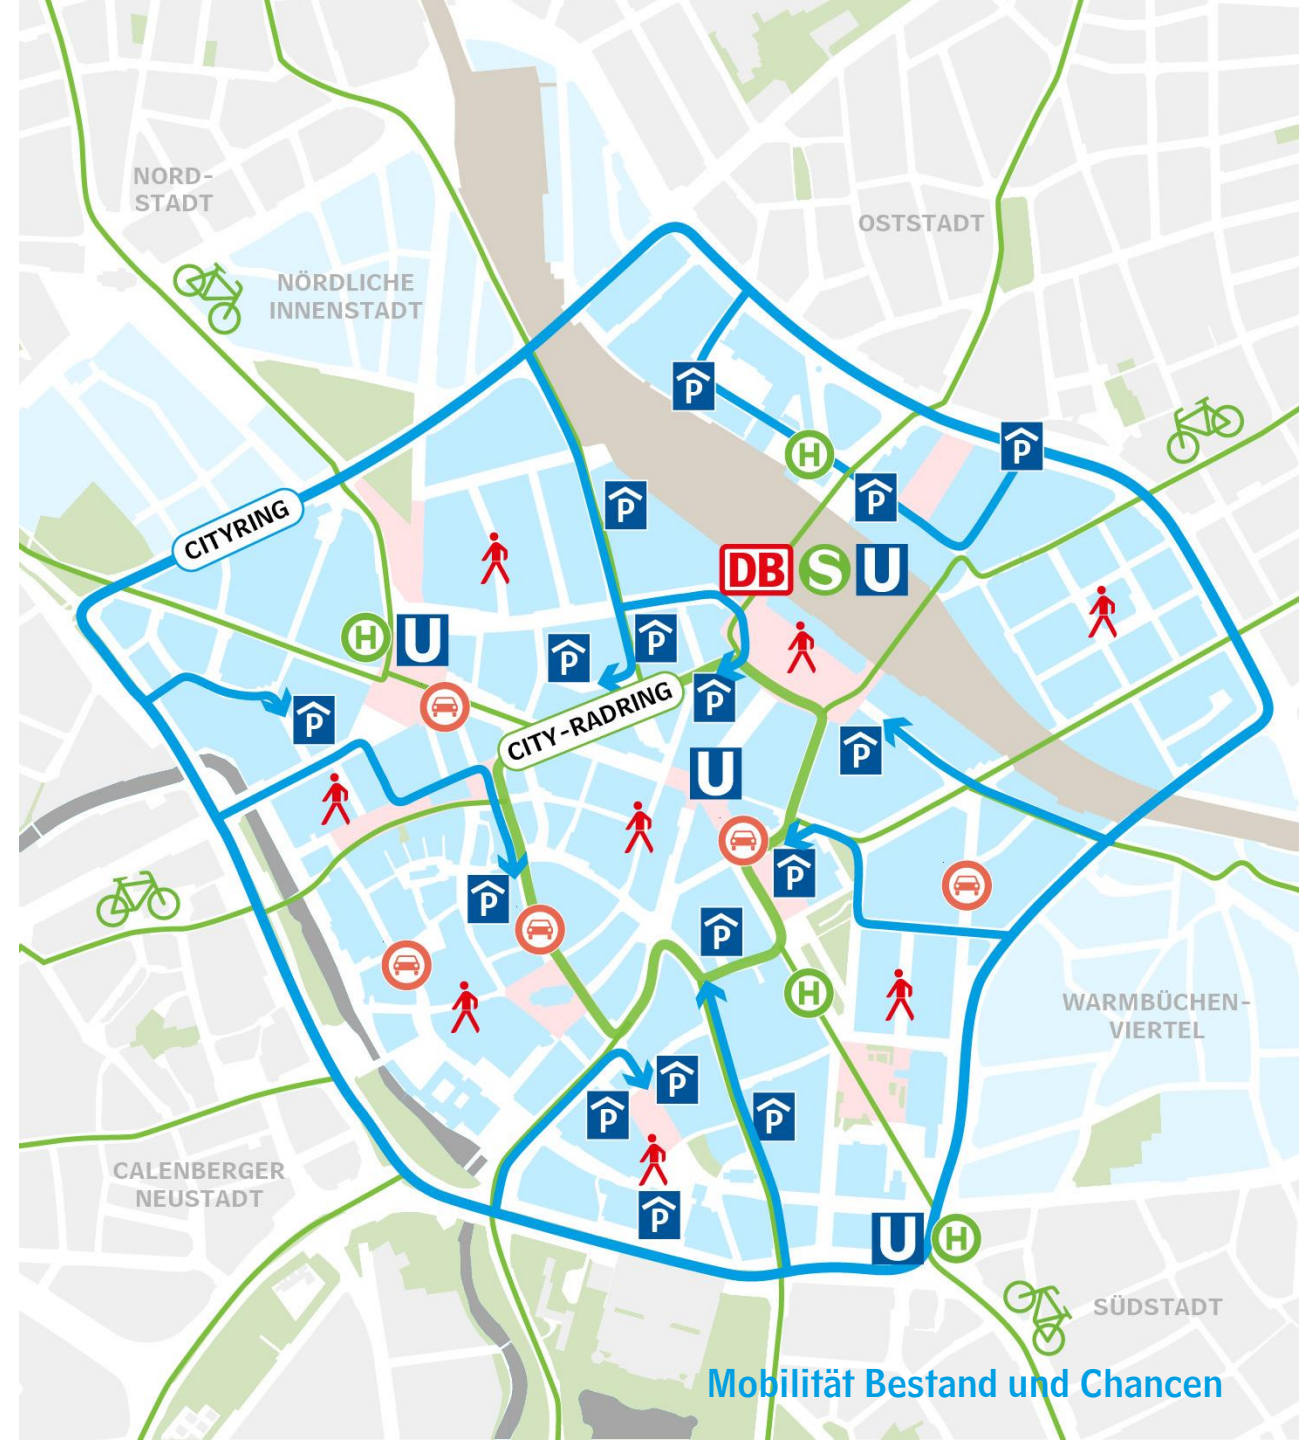 NORD-
STADT
OSTSTADT
NÖRDLICHE
INNENSTADT
P
P
H
P
P
CITYRING
DB S U
H U
P
P
P
CITY-RADRING
P
P
U
P
P
P
H
WARMBÜCHEN-
VIERTEL
P
P
P
CALENBERGER
NEUSTADT
P
U H
SÜDSTADT
Mobilität Bestand und Chancen